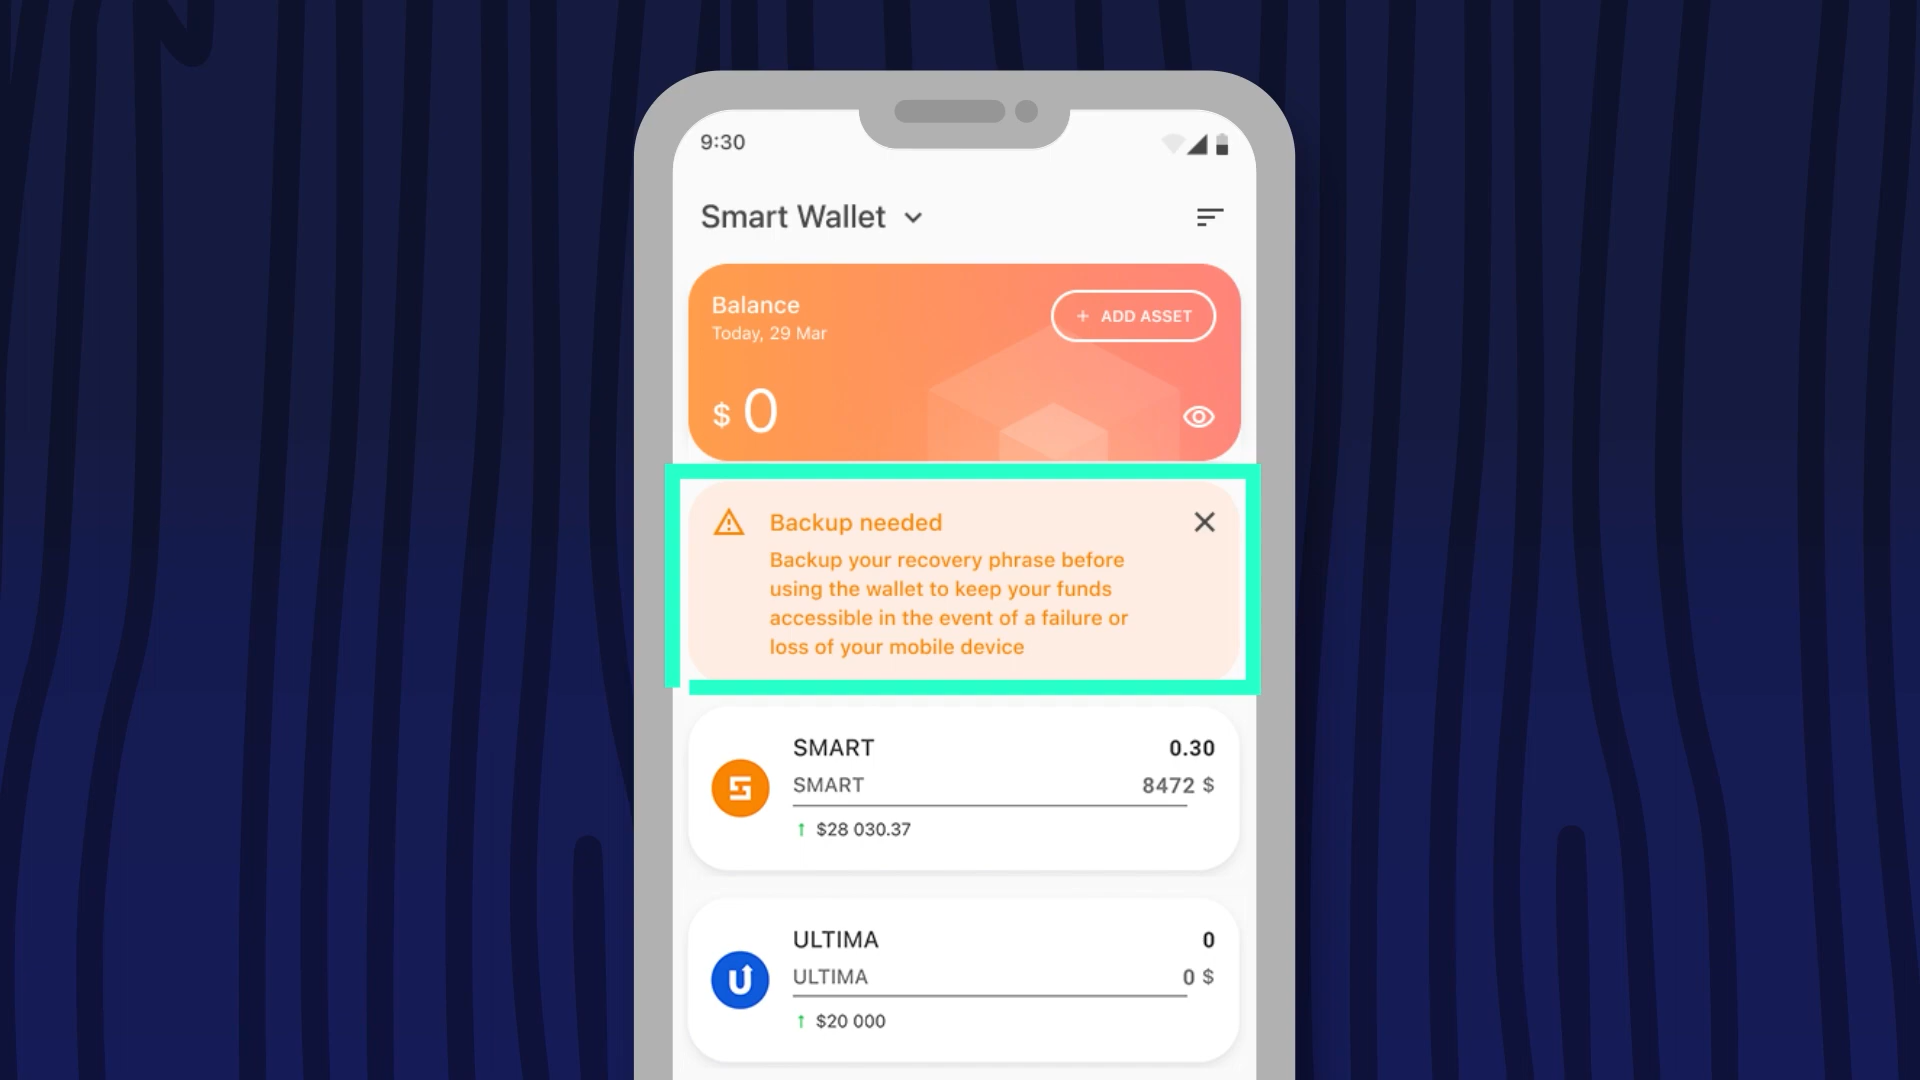 9:30
Smart Wallet
Balance
+ ADD ASSET
Today, 29 Mar
$ 0
Backup needed
Backup your recovery phrase before
using the wallet to keep your funds
accessible in the event of a failure or
loss of your mobile device
SMART 0.30
SMART 8472 $
↑ $28 030.37
ULTIMA 0
ULTIMA 0 $
↑ $20 000